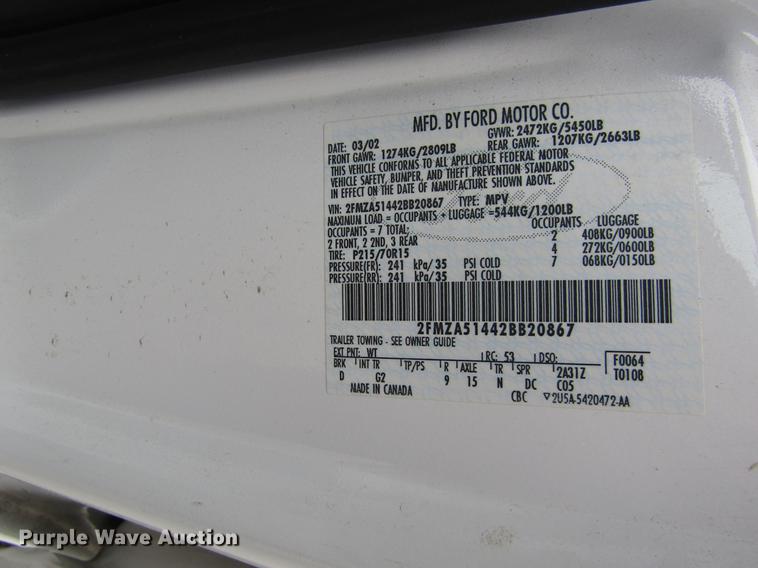 MFD. BY FORD MOTOR CO.
DATE: 03/02 GVWR: 2472KG/5450LB
FRONT GAWR: 1274KG/2809LB REAR GAWR: 1207KG/2663LB
THIS VEHICLE CONFORMS TO ALL APPLICABLE FEDERAL MOTOR
VEHICLE SAFETY, BUMPER, AND THEFT PREVENTION STANDARDS
IN EFFECT ON THE DATE OF MANUFACTURE SHOWN ABOVE.
VIN: 2FMZA51442BB20867 TYPE: MPV
MAXIMUM LOAD = OCCUPANTS + LUGGAGE = 544KG/1200LB
OCCUPANTS = 7 TOTAL: OCCUPANTS LUGGAGE
2 FRONT, 2 2ND, 3 REAR 2 408KG/0900LB
TIRE: P215/70R15 4 272KG/0600LB
PRESSURE(FR): 241 kPa/35 PSI COLD 7 068KG/0150LB
PRESSURE(RR): 241 kPa/35 PSI COLD
2FMZA51442BB20867
TRAILER TOWING - SEE OWNER GUIDE
EXT PNT: WT RC: 53 DSO: F0064
BRK INT TR TP/PS R AXLE TR SPR 2A31Z T0108
D G2 9 15 N DC C05
MADE IN CANADA CBC ▽2U5A-5420472-AA
Purple Wave Auction